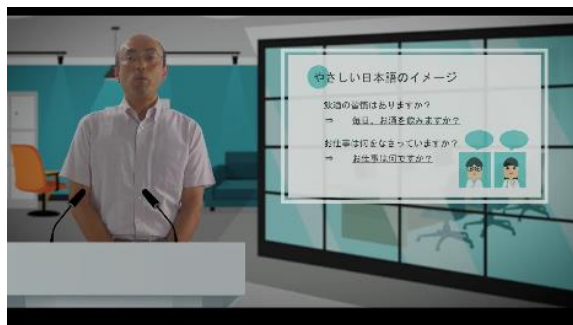 やさしい日本語のイメージ
飲酒の習慣はありますか？
⇒ 毎日、お酒を飲みますか？
お仕事は何をなさっていますか？
⇒ お仕事は何ですか？